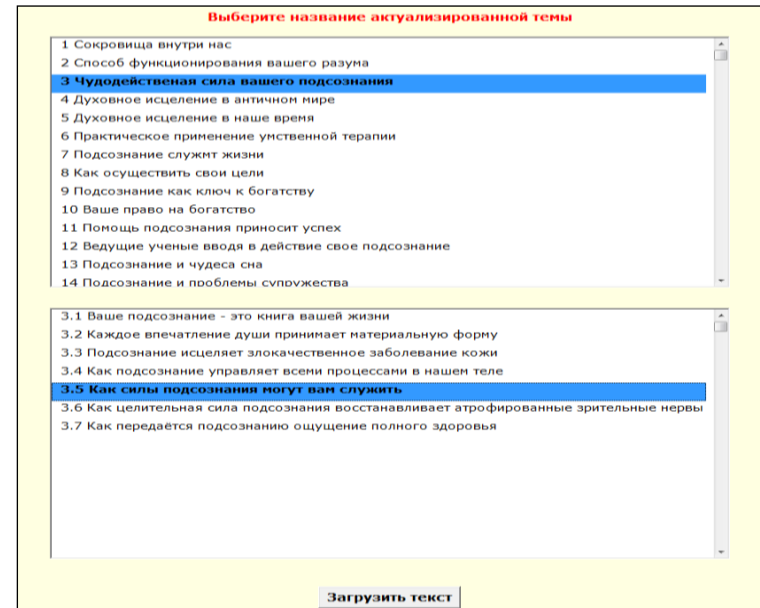 Выберите название актуализированной темы
1 Сокровища внутри нас
2 Способ функционирования вашего разума
3 Чудодейственая сила вашего подсознания
4 Духовное исцеление в античном мире
5 Духовное исцеление в наше время
6 Практическое применение умственной терапии
7 Подсознание служмт жизни
8 Как осуществить свои цели
9 Подсознание как ключ к богатству
10 Ваше право на богатство
11 Помощь подсознания приносит успех
12 Ведущие ученые вводя в действие свое подсознание
13 Подсознание и чудеса сна
14 Подсознание и проблемы супружества
3.1 Ваше подсознание - это книга вашей жизни
3.2 Каждое впечатление души принимает материальную форму
3.3 Подсознание исцеляет злокачественное заболевание кожи
3.4 Как подсознание управляет всеми процессами в нашем теле
3.5 Как силы подсознания могут вам служить
3.6 Как целительная сила подсознания восстанавливает атрофированные зрительные нервы
3.7 Как передаётся подсознанию ощущение полного здоровья
Загрузить текст